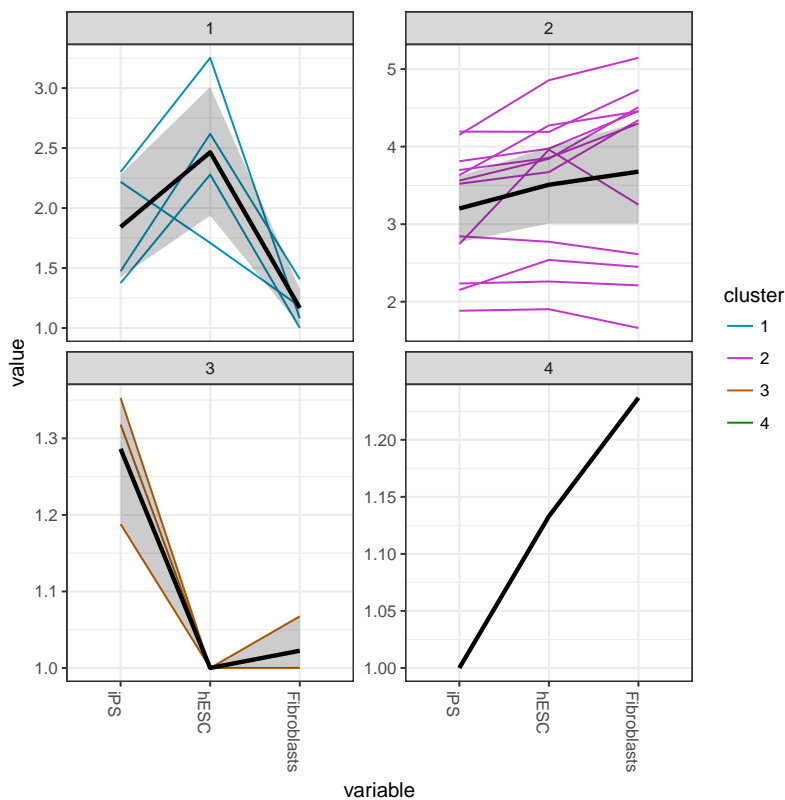 1
2
3.0
2.5
2.0
1.5
1.0
5
4
3
2
value
cluster
1
2
3
4
3
4
1.3
1.2
1.1
1.0
1.20
1.15
1.10
1.05
1.00
iPS
hESC
Fibroblasts
iPS
hESC
Fibroblasts
variable